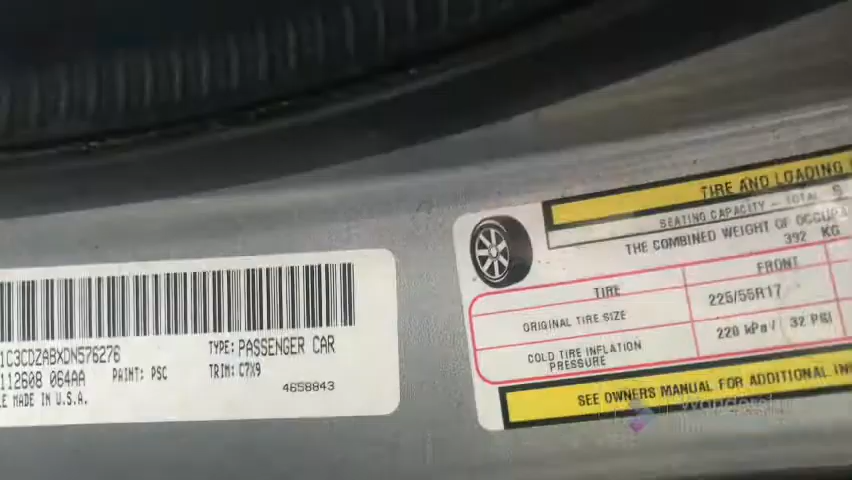 1C3CDZABXDN576276
TYPE: PASSENGER CAR
112608 064AA
PAINT: PSC
TRIM: C7X9
MADE IN U.S.A.
4658843
TIRE AND LOADING
SEATING CAPACITY – TOTAL
THE COMBINED WEIGHT OF
392 KG
TIRE
FRONT
ORIGINAL TIRE SIZE
225/55R17
COLD TIRE INFLATION
PRESSURE
220 kPa/ 32 PSI
SEE OWNERS MANUAL FOR ADDITIONAL